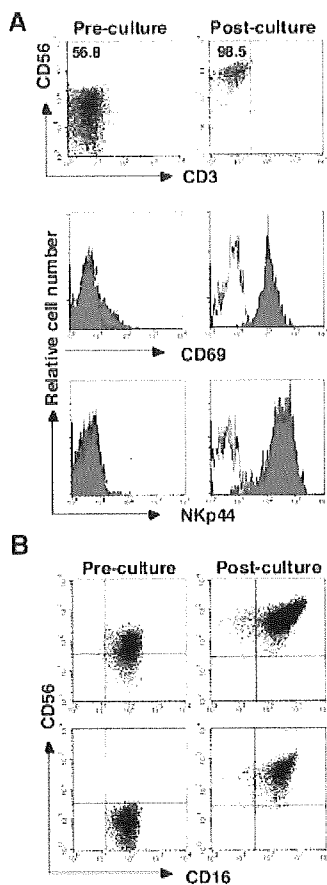 A
Pre-culture Post-culture
56.8 98.5
CD56
CD3
Relative cell number
CD69
NKp44
B
Pre-culture Post-culture
CD56
CD16